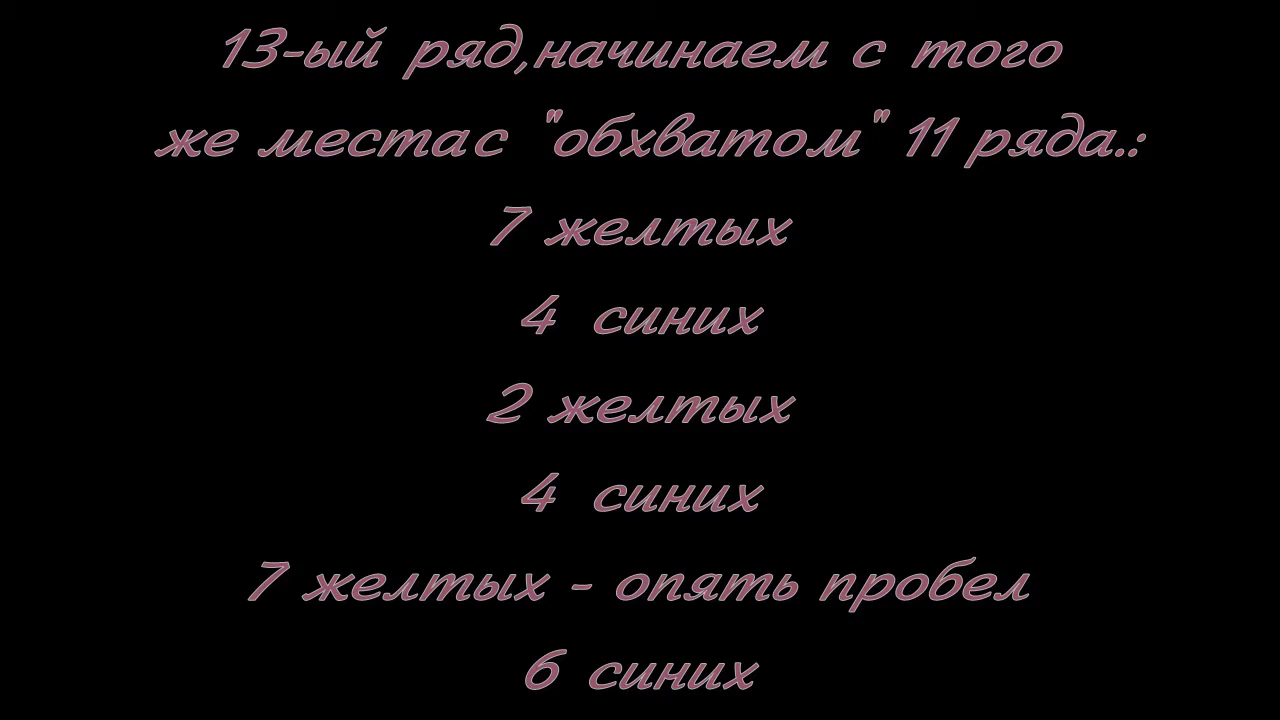 13-ый ряд,начинаем с того
же места с "обхватом" 11 ряда.:
7 желтых
4 синих
2 желтых
4 синих
7 желтых - опять пробел
6 синих